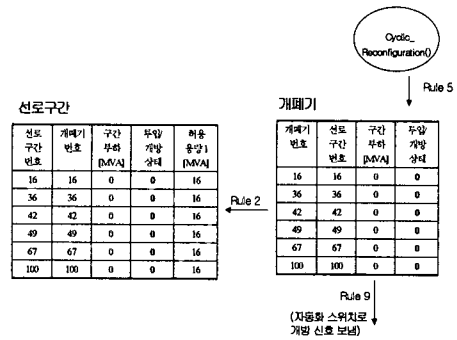 Cyclic_
Reconfiguration()
Rule 5
선로구간
선로 구간 번호 | 개폐기 번호 | 구간 부하 [MVA] | 투입/개방 상태 | 허용 용량1 [MVA]
16 | 16 | 0 | 0 | 16
36 | 36 | 0 | 0 | 16
42 | 42 | 0 | 0 | 16
49 | 49 | 0 | 0 | 16
67 | 67 | 0 | 0 | 16
100 | 100 | 0 | 0 | 16
Rule 2
개폐기
개폐기 번호 | 선로 구간 번호 | 구간 부하 [MVA] | 투입/개방 상태
16 | 16 | 0 | 0
36 | 36 | 0 | 0
42 | 42 | 0 | 0
49 | 49 | 0 | 0
67 | 67 | 0 | 0
100 | 100 | 0 | 0
Rule 9
(자동화 스위치로
개방 신호 보냄)